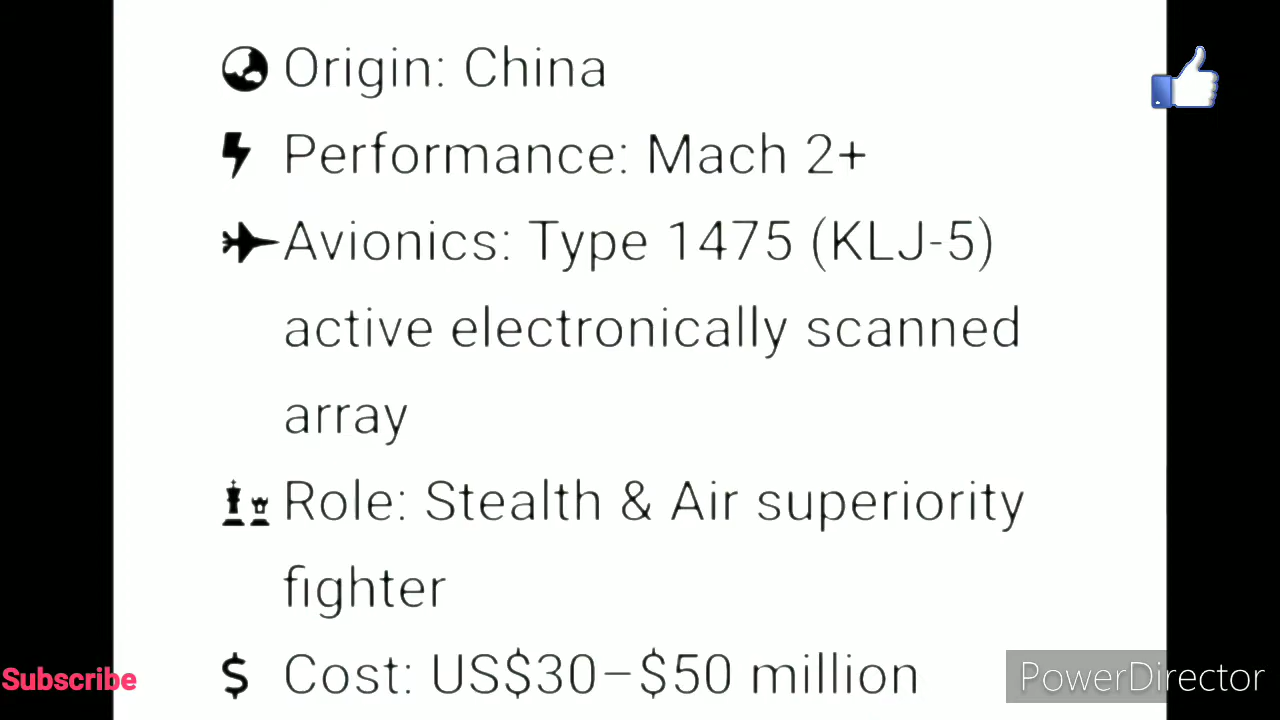 Origin: China
Performance: Mach 2+
Avionics: Type 1475 (KLJ-5)
active electronically scanned
array
Role: Stealth & Air superiority
fighter
$ Cost: US$30–$50 million
Subscribe
PowerDirector